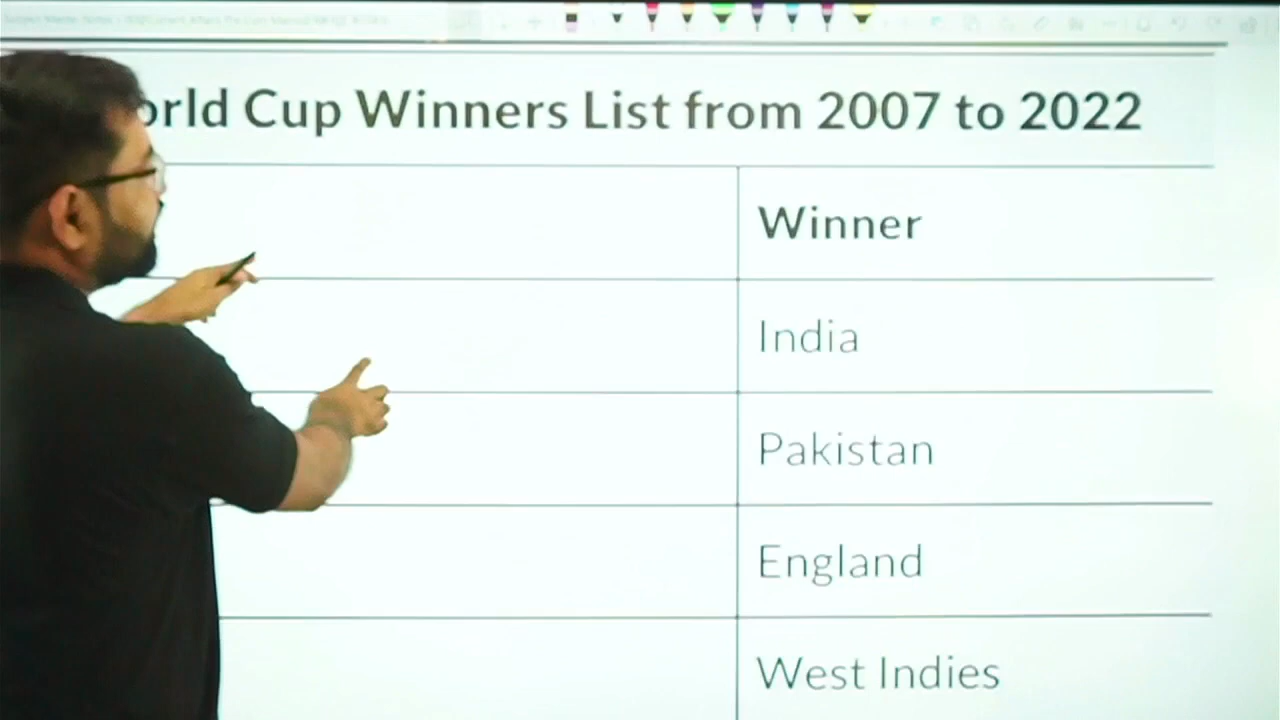 orld Cup Winners List from 2007 to 2022
Winner
India
Pakistan
England
West Indies